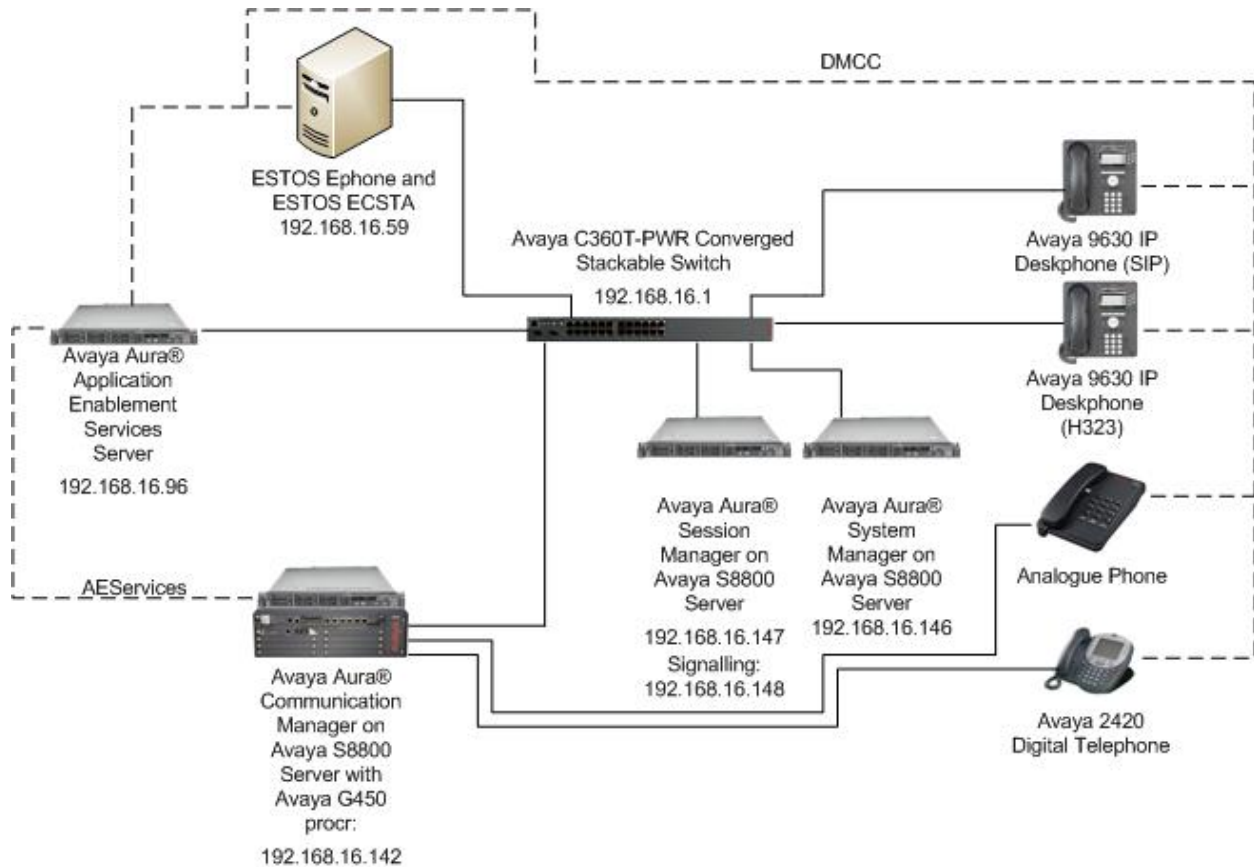 DMCC
ESTOS Ephone and
ESTOS ECSTA
192.168.16.59
Avaya C360T-PWR Converged
Stackable Switch
192.168.16.1
Avaya 9630 IP
Deskphone (SIP)
Avaya Aura®
Application
Enablement
Services
Server
192.168.16.96
Avaya 9630 IP
Deskphone
(H323)
Avaya Aura®
Session
Manager on
Avaya S8800
Server
192.168.16.147
Signalling:
192.168.16.148
Avaya Aura®
System
Manager on
Avaya S8800
Server
192.168.16.146
Analogue Phone
AEServices
Avaya Aura®
Communication
Manager on
Avaya S8800
Server with
Avaya G450
procr:
192.168.16.142
Avaya 2420
Digital Telephone